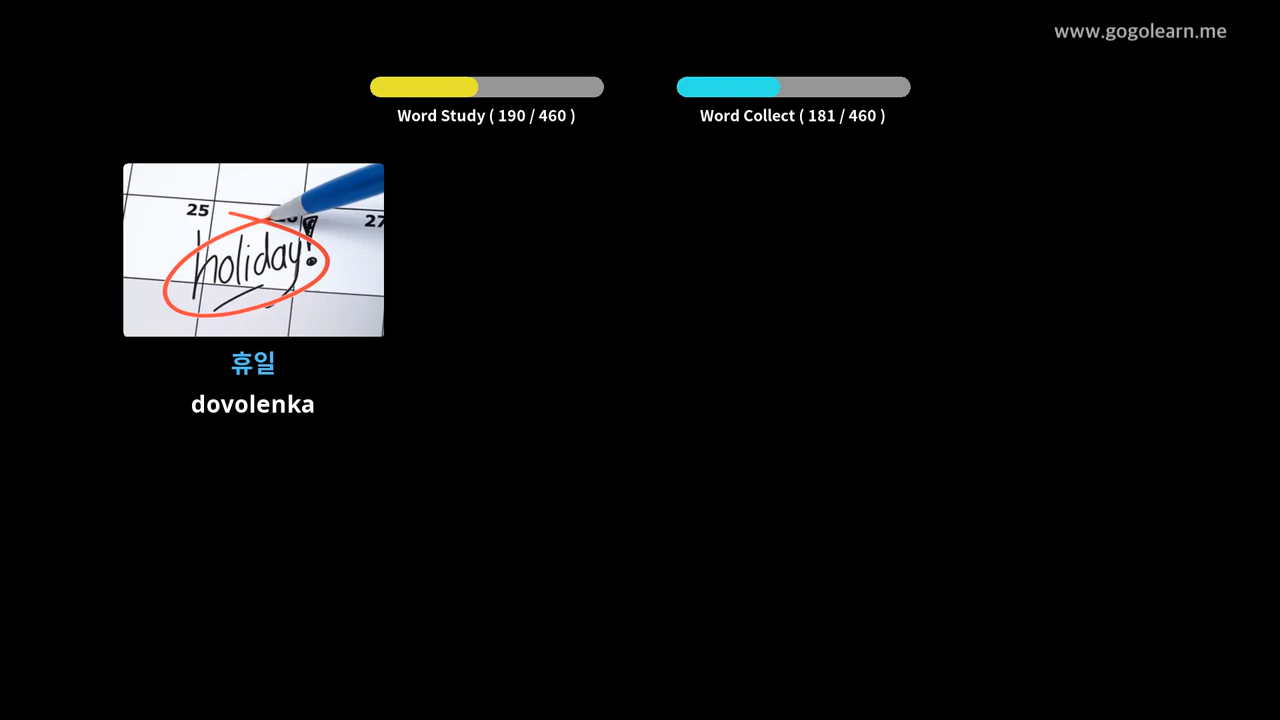 www.gogolearn.me
Word Study ( 190 / 460 )
Word Collect ( 181 / 460 )
25
27
holiday!
휴일
dovolenka